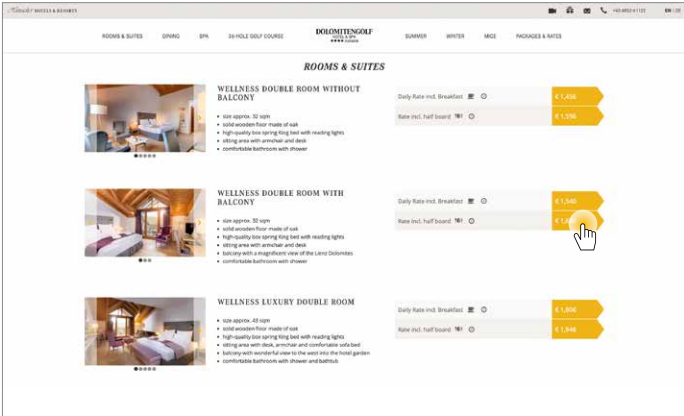 HOTELS & RESORTS
EN | DE
ROOMS & SUITES
DINING
SPA
36-HOLE GOLF COURSE
DOLOMITENGOLF
HOTEL & SPA
SUMMER
WINTER
MICE
PACKAGES & RATES
ROOMS & SUITES
WELLNESS DOUBLE ROOM WITHOUT
BALCONY
size approx. 32 sqm
solid wooden floor made of oak
high-quality box spring King bed with reading lights
sitting area with armchair and desk
comfortable bathroom with shower
Daily Rate incl. Breakfast
€ 1,456
Rate incl. half board
€ 1,596
WELLNESS DOUBLE ROOM WITH
BALCONY
size approx. 32 sqm
solid wooden floor made of oak
high-quality box spring King bed with reading lights
sitting area with armchair and desk
balcony with a magnificent view of the Lienz Dolomites
comfortable bathroom with shower
Daily Rate incl. Breakfast
€ 1,540
Rate incl. half board
WELLNESS LUXURY DOUBLE ROOM
size approx. 43 sqm
solid wooden floor made of oak
high-quality box spring King bed with reading lights
sitting area with desk, armchair and comfortable sofa bed
balcony with wonderful view to the west into the hotel garden
comfortable bathroom with shower and bathtub
Daily Rate incl. Breakfast
Rate incl. half board